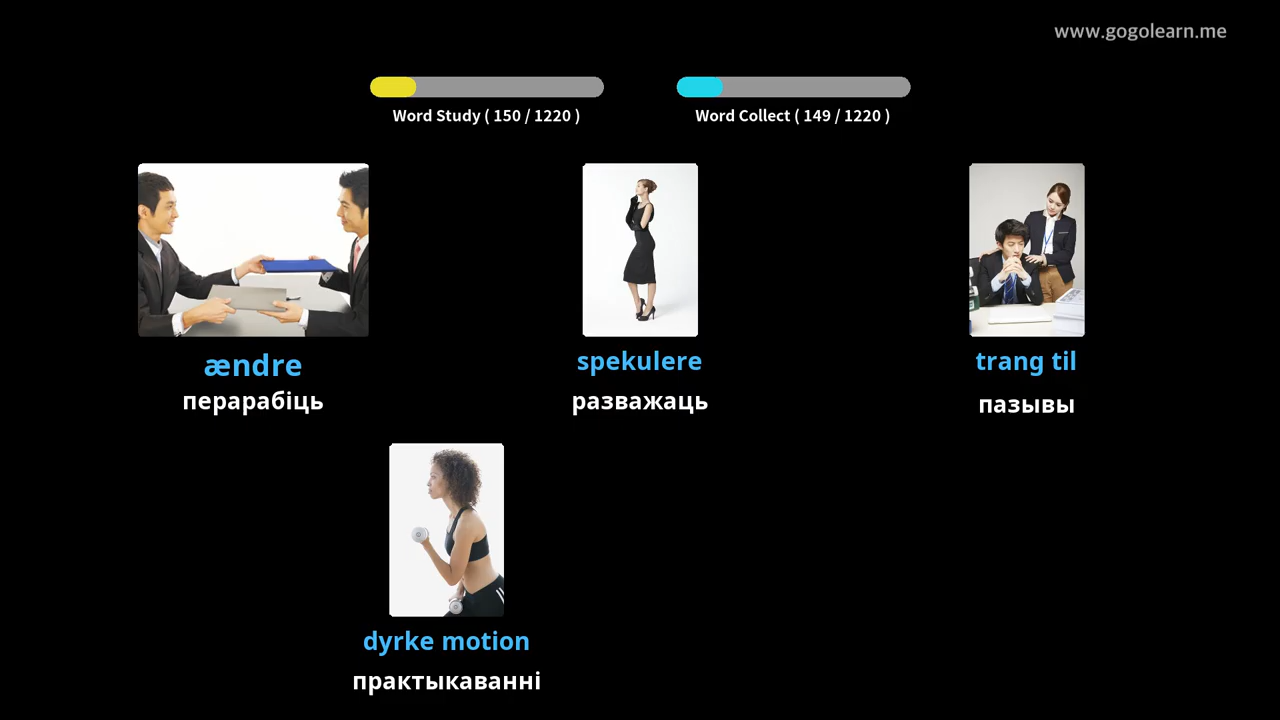 www.gogolearn.me
Word Study ( 150 / 1220 )
Word Collect ( 149 / 1220 )
ændre
перарабіць
spekulere
разважаць
trang til
пазывы
dyrke motion
практыкаванні